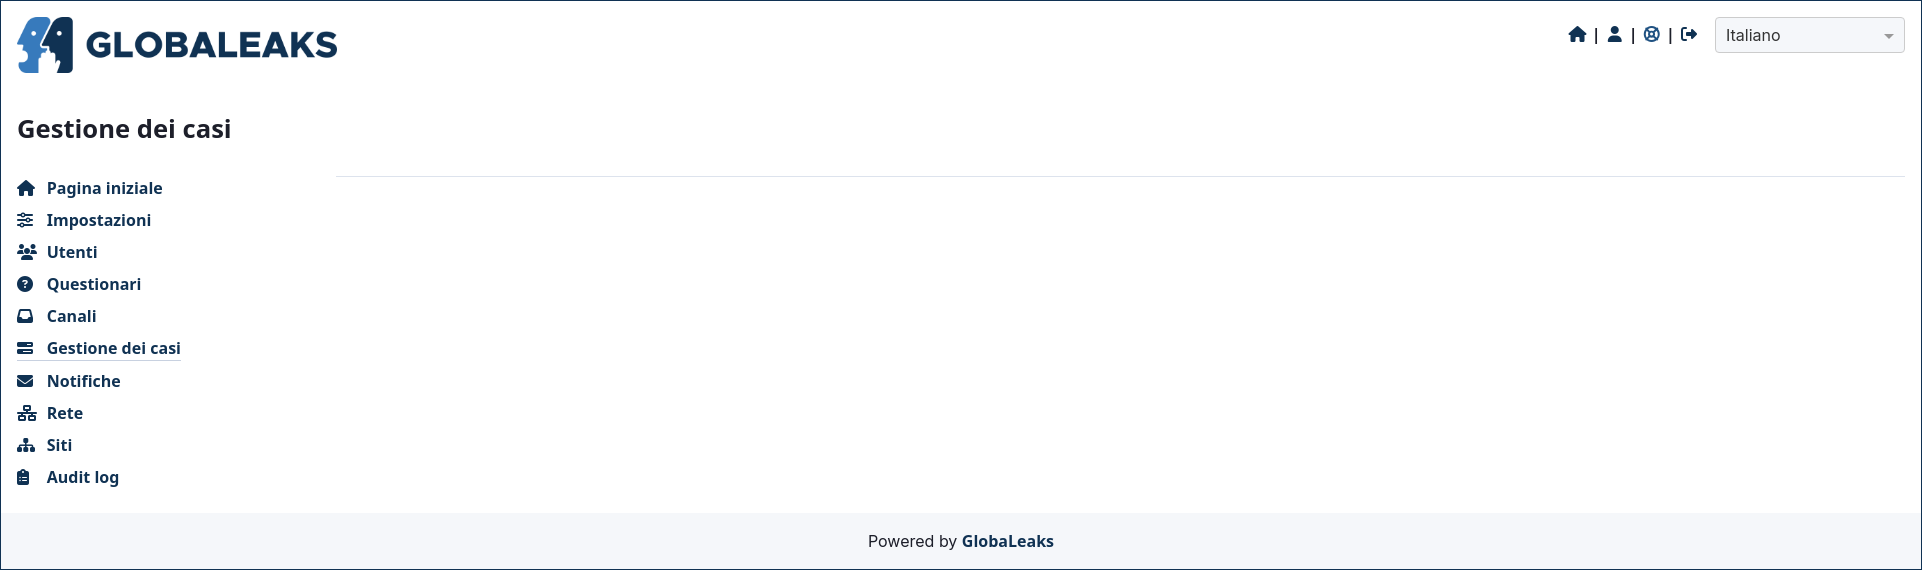 GLOBALEAKS
| | | Italiano
Gestione dei casi
Pagina iniziale
Impostazioni
Utenti
Questionari
Canali
Gestione dei casi
Notifiche
Rete
Siti
Audit log
Powered by GlobaLeaks